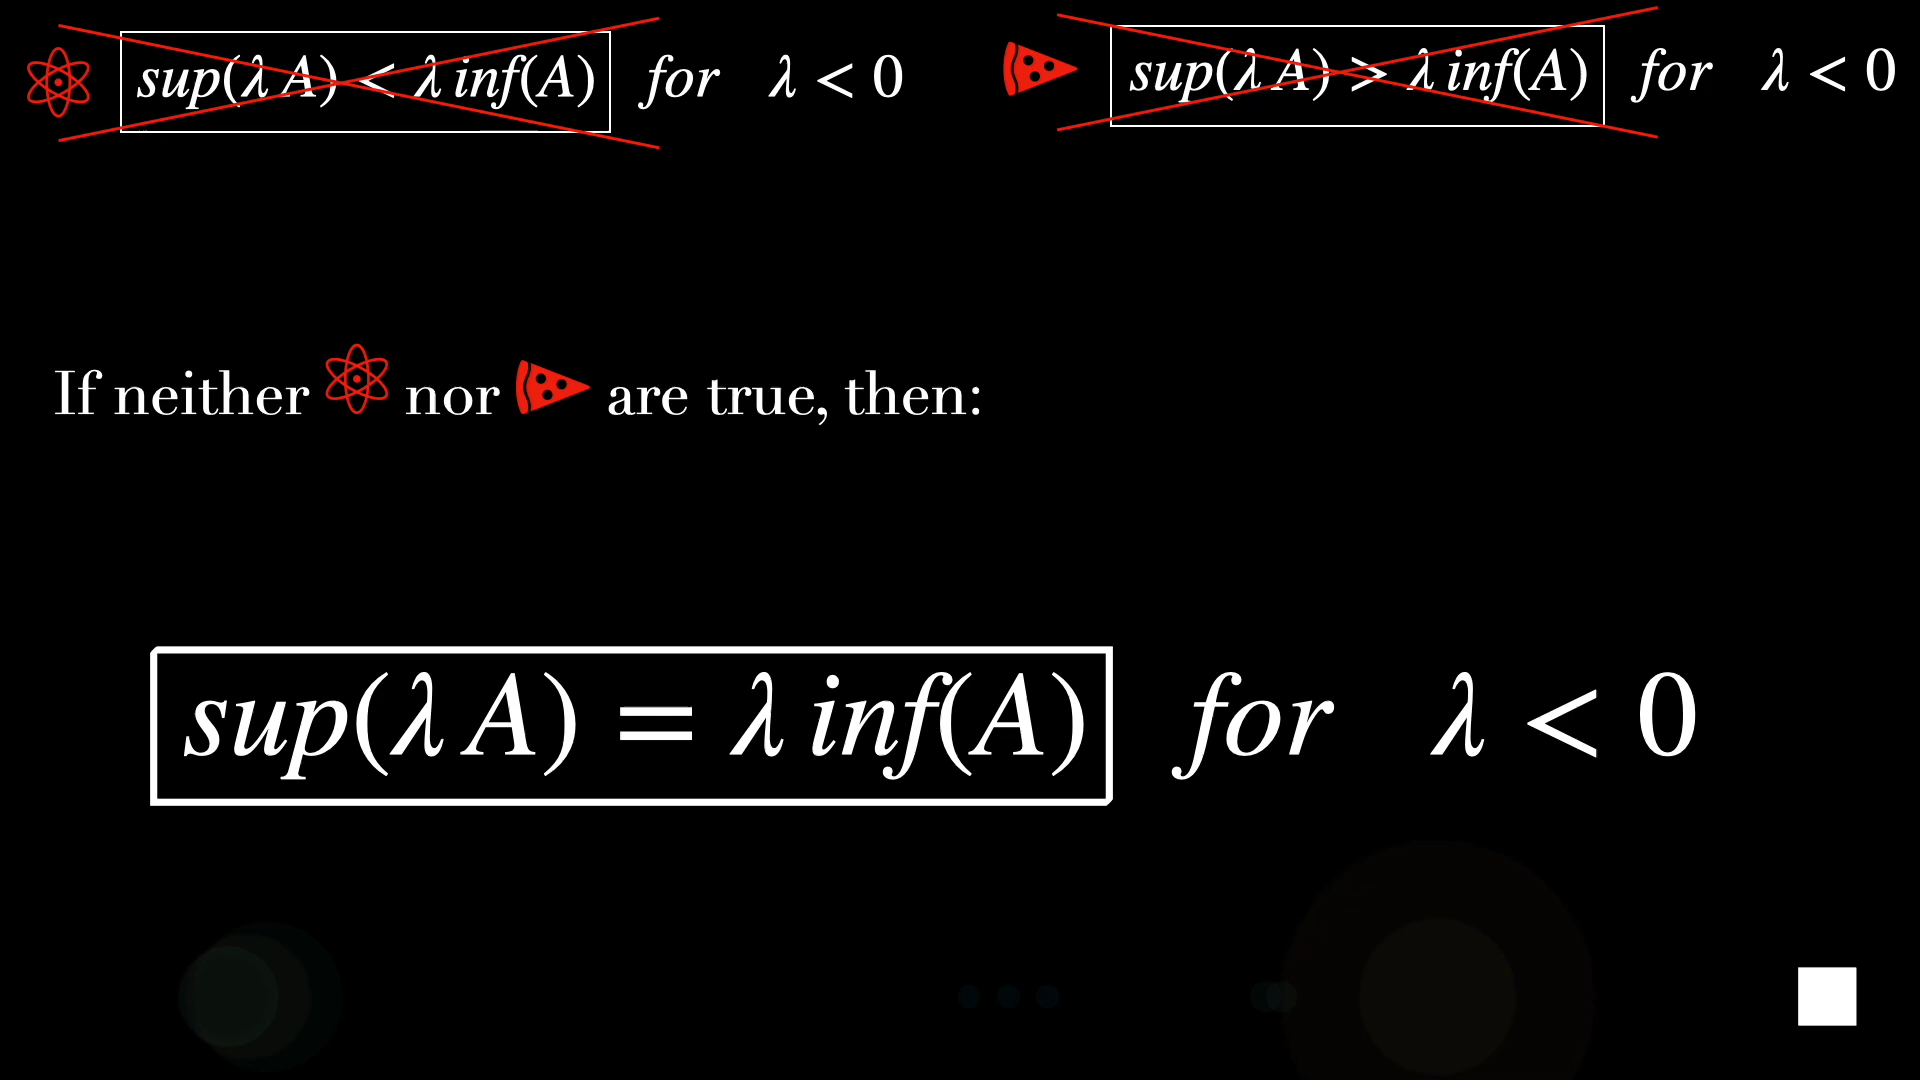 sup(λ A) < λ inf(A) for λ < 0
sup(λ A) > λ inf(A) for λ < 0
If neither nor are true, then:
sup(λ A) = λ inf(A) for λ < 0